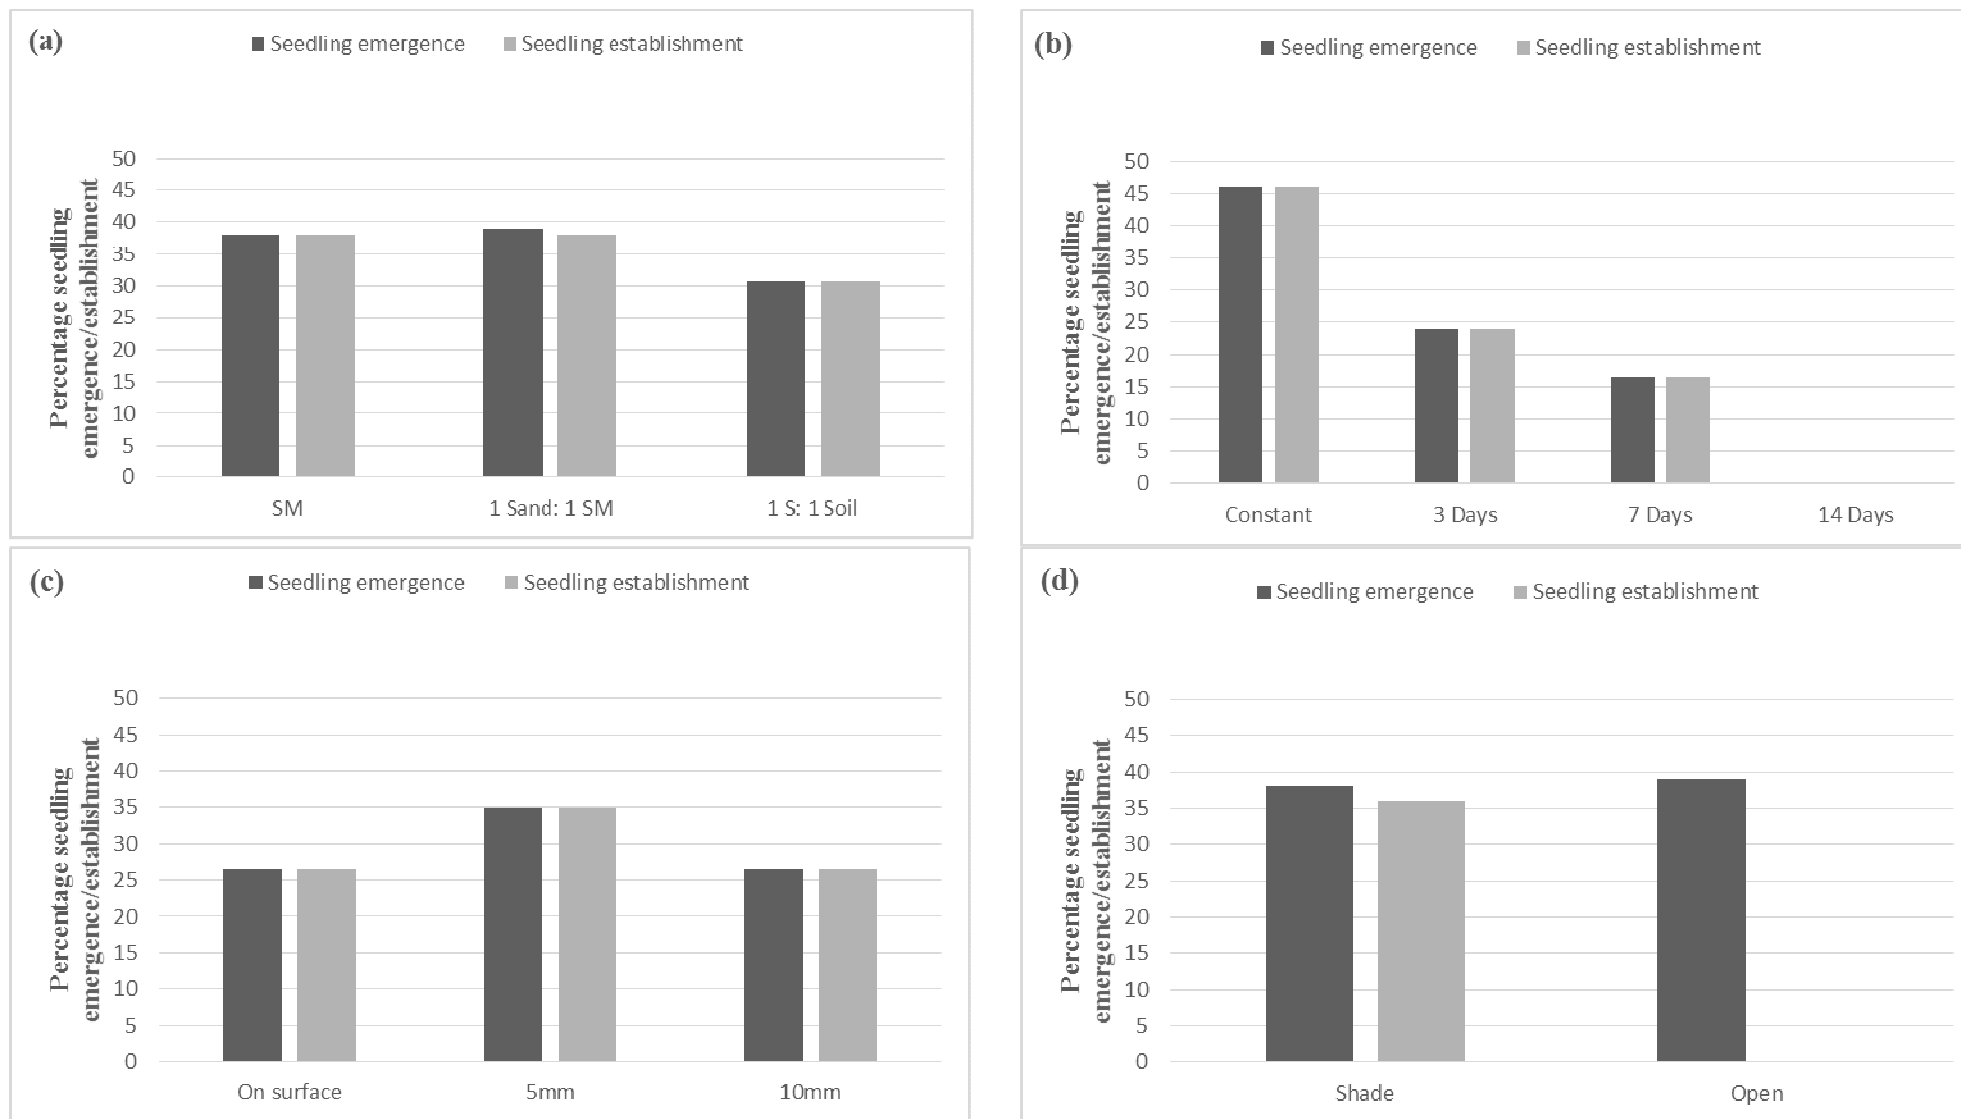 (a)
Seedling emergence Seedling establishment
Percentage seedling
emergence/establishment
50
45
40
35
30
25
20
15
10
5
0
SM 1 Sand: 1 SM 1 S: 1 Soil
(b)
Seedling emergence Seedling establishment
Percentage seedling
emergence/establishment
50
45
40
35
30
25
20
15
10
5
0
Constant 3 Days 7 Days 14 Days
(c)
Seedling emergence Seedling establishment
Percentage seedling
emergence/establishment
50
45
40
35
30
25
20
15
10
5
0
On surface 5mm 10mm
(d)
Seedling emergence Seedling establishment
Percentage seedling
emergence/establishment
50
45
40
35
30
25
20
15
10
5
0
Shade Open